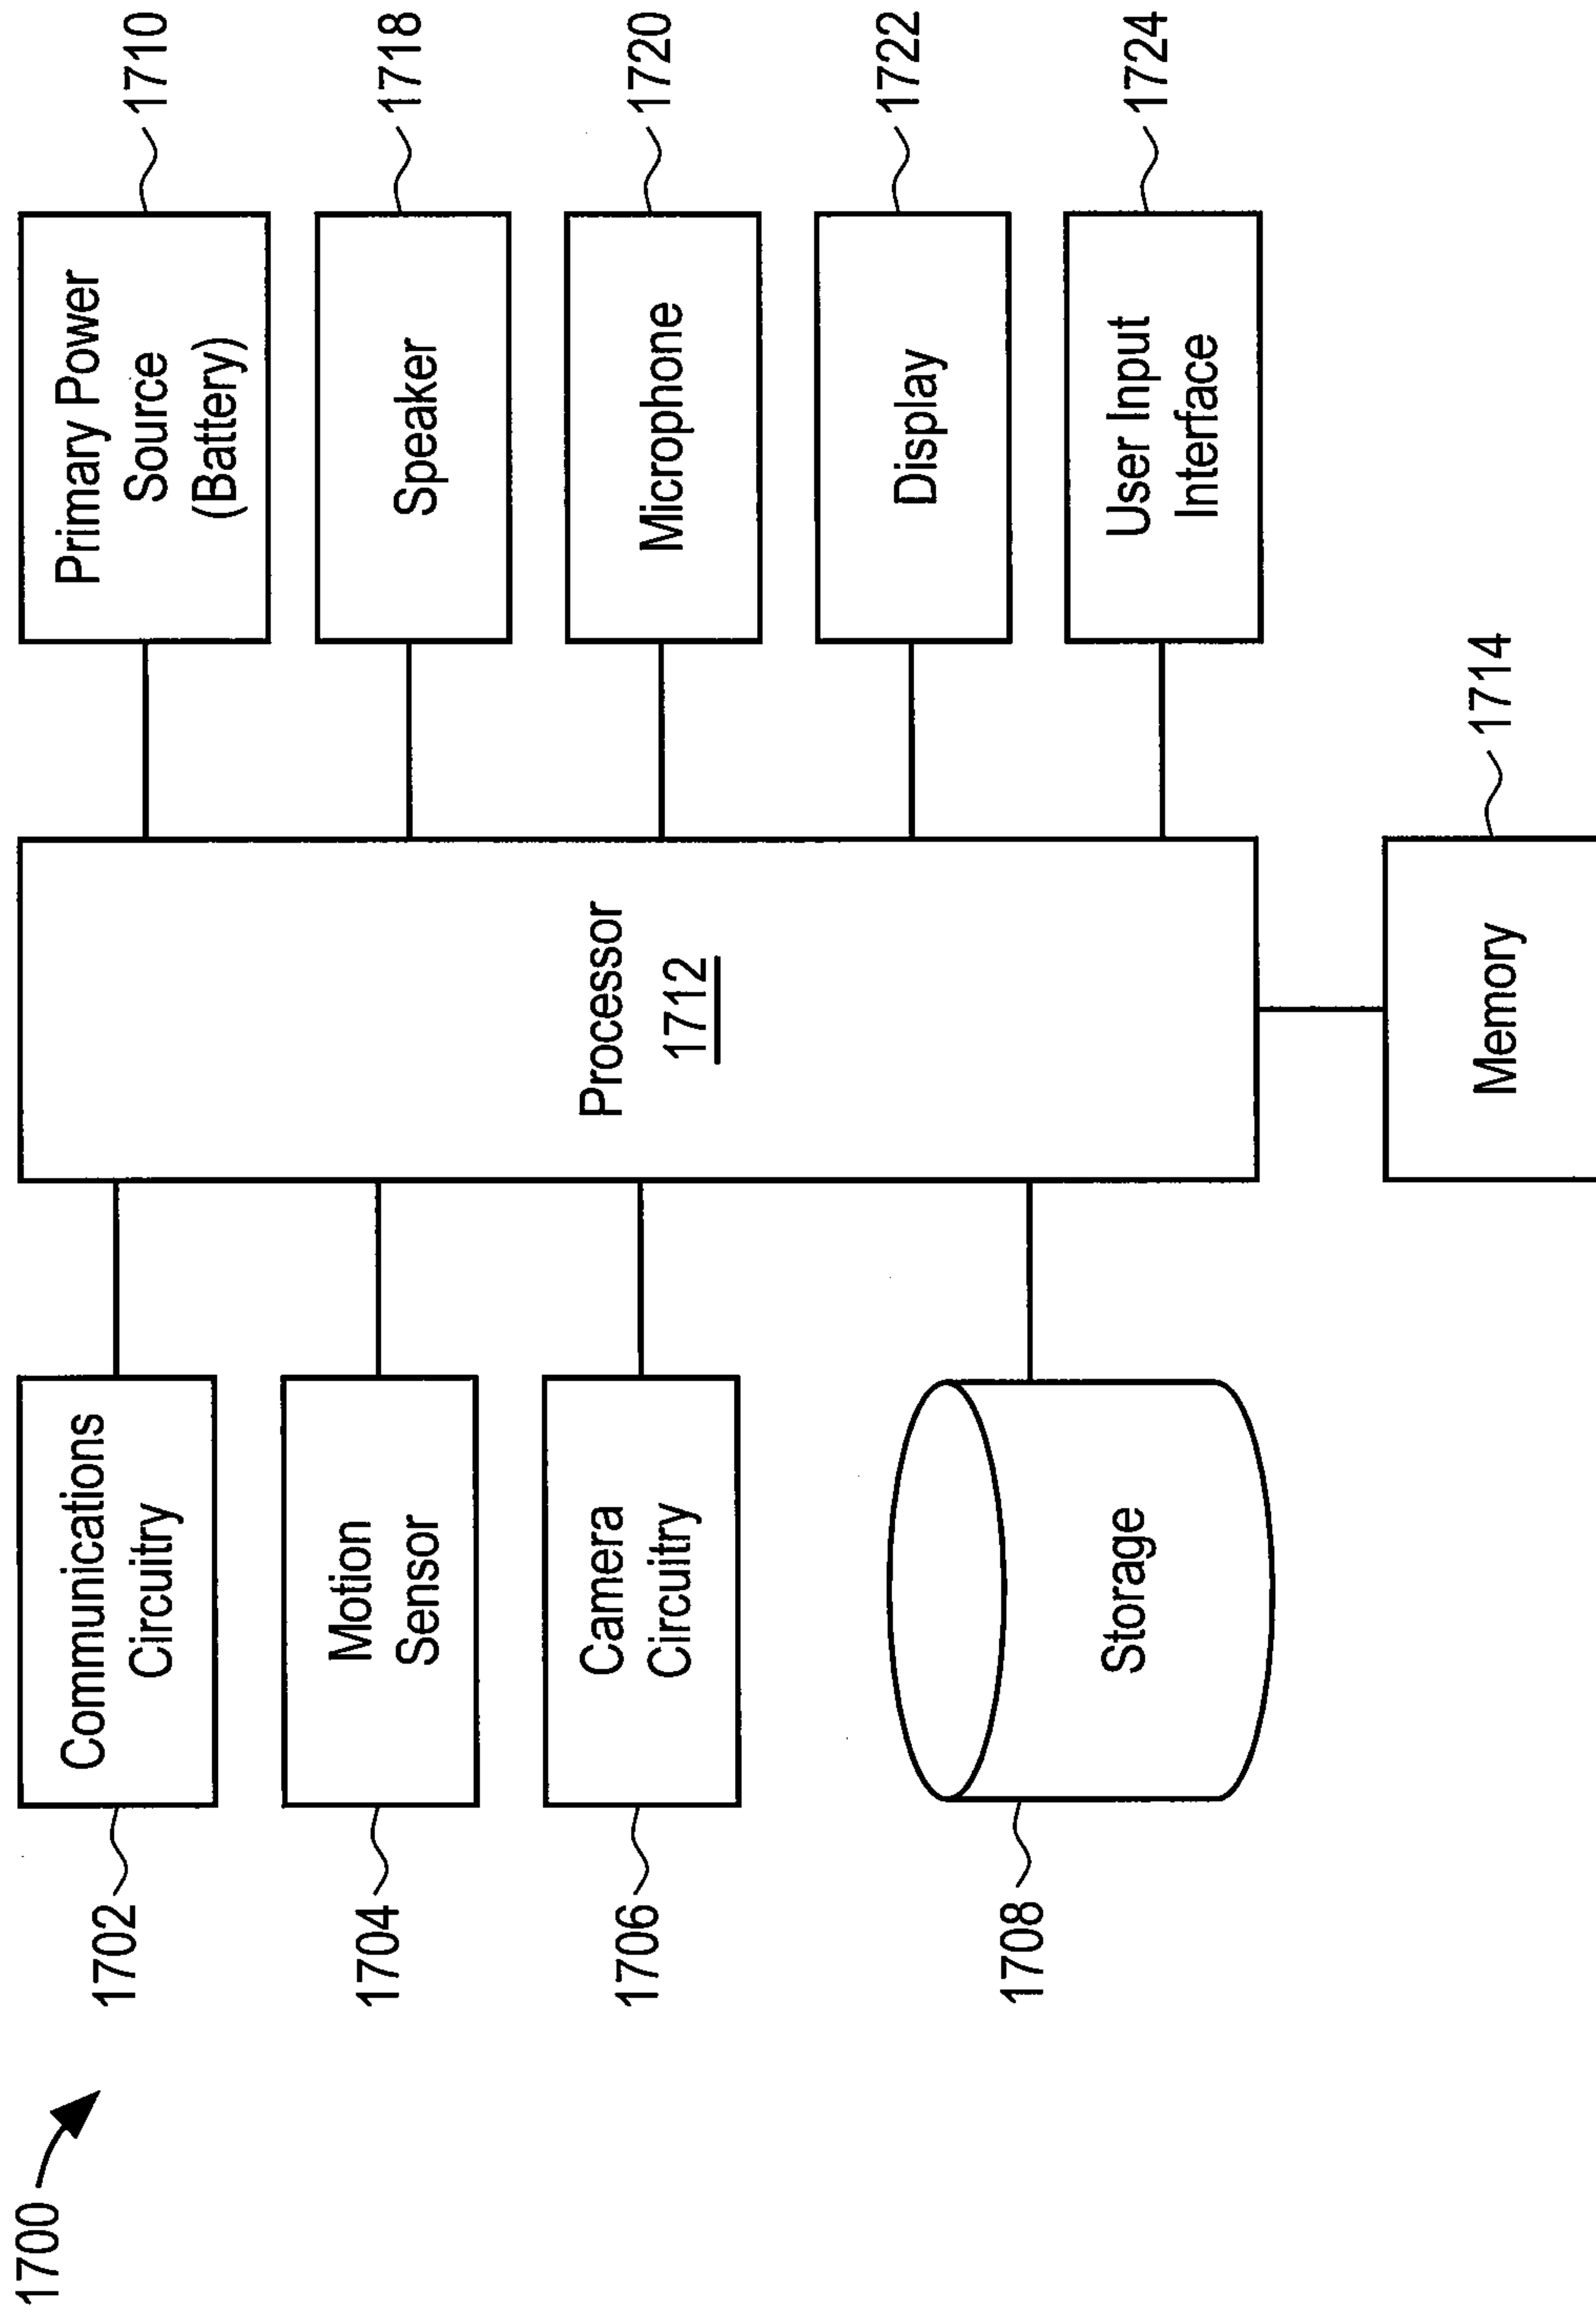 1700
1702
Communications
Circuitry
1704
Motion
Sensor
1706
Camera
Circuitry
1708
Storage
Processor
1712
Primary Power
Source
(Battery)
1710
Speaker
1718
Microphone
1720
Display
1722
User Input
Interface
1724
Memory
1714